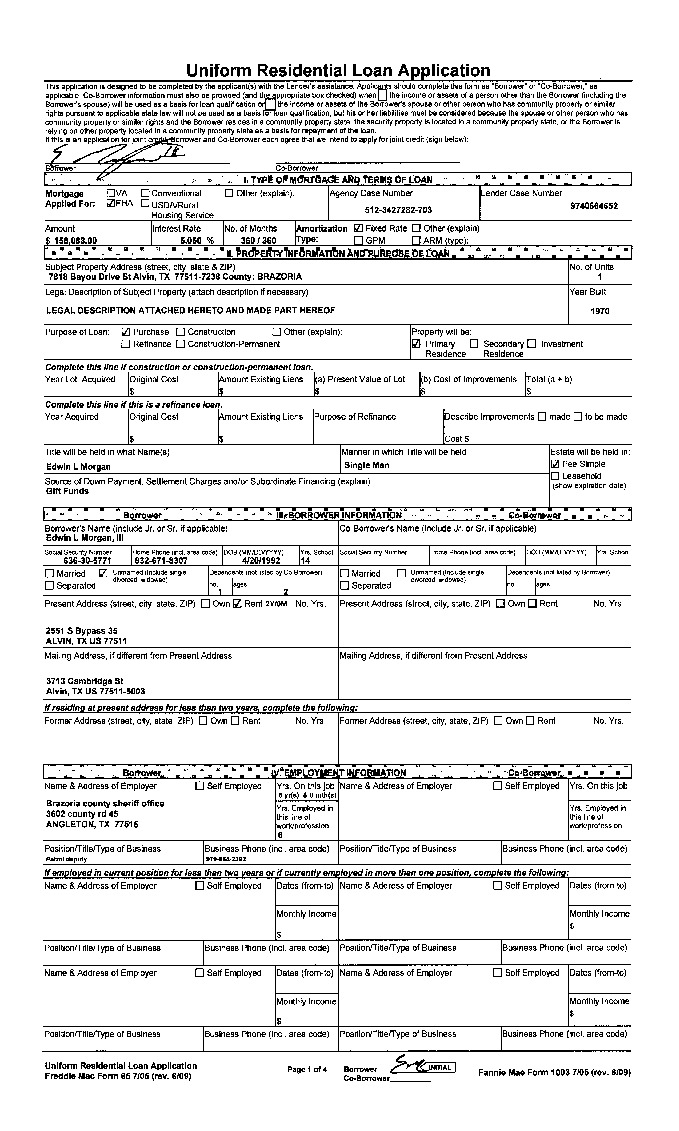 Uniform Residential Loan Application
This application is designed to be completed by the applicant(s) with the Lender's assistance. Applicants should complete this form as "Borrower" or "Co-Borrower," as
applicable. Co-Borrower information must also be provided (and the appropriate box checked) when the income or assets of a person other than the Borrower (including the
Borrower's spouse) will be used as a basis for loan qualification or the income or assets of the Borrower's spouse or other person who has community property or similar
rights pursuant to applicable state law will not be used as a basis for loan qualification, but his or her liabilities must be considered because the spouse or other person who has
community property or similar rights and the Borrower resides in a community property state, the security property is located in a community property state, or the Borrower is
relying on other property located in a community property state as a basis for repayment of the loan.
If this is an application for joint credit, Borrower and Co-Borrower each agree that we intend to apply for joint credit (sign below):
Borrower Co-Borrower
I. TYPE OF MORTGAGE AND TERMS OF LOAN
Mortgage Applied For: VA Conventional Other (explain): Agency Case Number Lender Case Number
FHA USDA/Rural Housing Service 512-3427282-703 9740564652
Amount Interest Rate No. of Months Amortization Type: Fixed Rate Other (explain)
5.050 % 360 / 360 GPM ARM (type):
II. PROPERTY INFORMATION AND PURPOSE OF LOAN
Subject Property Address (street, city, state & ZIP) No. of Units
7818 Bayou Drive St Alvin, TX 77511-7238 County: BRAZORIA 1
Legal Description of Subject Property (attach description if necessary) Year Built
LEGAL DESCRIPTION ATTACHED HERETO AND MADE PART HEREOF 1970
Purpose of Loan: Purchase Construction Other (explain): Property will be:
Refinance Construction-Permanent Primary Residence Secondary Residence Investment
Complete this line if construction or construction-permanent loan.
Year Lot Acquired Original Cost Amount Existing Liens (a) Present Value of Lot (b) Cost of Improvements Total (a + b)
$ $ $ $ $
Complete this line if this is a refinance loan.
Year Acquired Original Cost Amount Existing Liens Purpose of Refinance Describe Improvements made to be made
$ $ Cost $
Title will be held in what Name(s) Manner in which Title will be held Estate will be held in:
Edwin L Morgan Single Man Fee Simple
Source of Down Payment, Settlement Charges and/or Subordinate Financing (explain) Leasehold
Gift Funds (show expiration date)
Borrower III. BORROWER INFORMATION Co-Borrower
Borrower's Name (include Jr. or Sr. if applicable) Co Borrower's Name (include Jr. or Sr. if applicable)
Edwin L Morgan, III
Social Security Number Home Phone (incl. area code) DOB (MM/DD/YYYY) Yrs. School Social Security Number Home Phone (incl. area code) DOB (MM/DD/YYYY) Yrs. School
636-30-5771 832-671-8307 4/20/1992 14
Married Unmarried (include single divorced, widowed) Dependents (not listed by Co Borrower) Married Unmarried (include single divorced, widowed) Dependents (not listed by Borrower)
Separated no. 1 ages 2 Separated no. ages
Present Address (street, city, state, ZIP) Own Rent 2Y/0M No. Yrs. Present Address (street, city, state, ZIP) Own Rent No. Yrs.
2551 S Bypass 35
ALVIN, TX US 77511
Mailing Address, if different from Present Address Mailing Address, if different from Present Address
3713 Cambridge St
Alvin, TX US 77511-3003
If residing at present address for less than two years, complete the following:
Former Address (street, city, state ZIP) Own Rent No. Yrs. Former Address (street, city, state, ZIP) Own Rent No. Yrs.
Borrower IV. EMPLOYMENT INFORMATION Co-Borrower
Name & Address of Employer Self Employed Yrs. On this job Name & Address of Employer Self Employed Yrs. On this job
Brazoria county sheriff office
3602 county rd 45 Yrs. Employed in this line of work/profession Yrs. Employed in this line of work/profession
ANGLETON, TX 77515
6
Position/Title/Type of Business Business Phone (incl. area code) Position/Title/Type of Business Business Phone (incl. area code)
Patrol deputy
If employed in current position for less than two years or if currently employed in more than one position, complete the following:
Name & Address of Employer Self Employed Dates (from-to) Name & Address of Employer Self Employed Dates (from-to)
Monthly Income Monthly Income
$ $
Position/Title/Type of Business Business Phone (incl. area code) Position/Title/Type of Business Business Phone (incl. area code)
Name & Address of Employer Self Employed Dates (from-to) Name & Address of Employer Self Employed Dates (from-to)
Monthly Income Monthly Income
$ $
Position/Title/Type of Business Business Phone (incl. area code) Position/Title/Type of Business Business Phone (incl. area code)
Uniform Residential Loan Application Page 1 of 4 Borrower INITIAL
Freddie Mac Form 65 7/05 (rev. 6/09) Co-Borrower Fannie Mae Form 1003 7/05 (rev. 6/09)